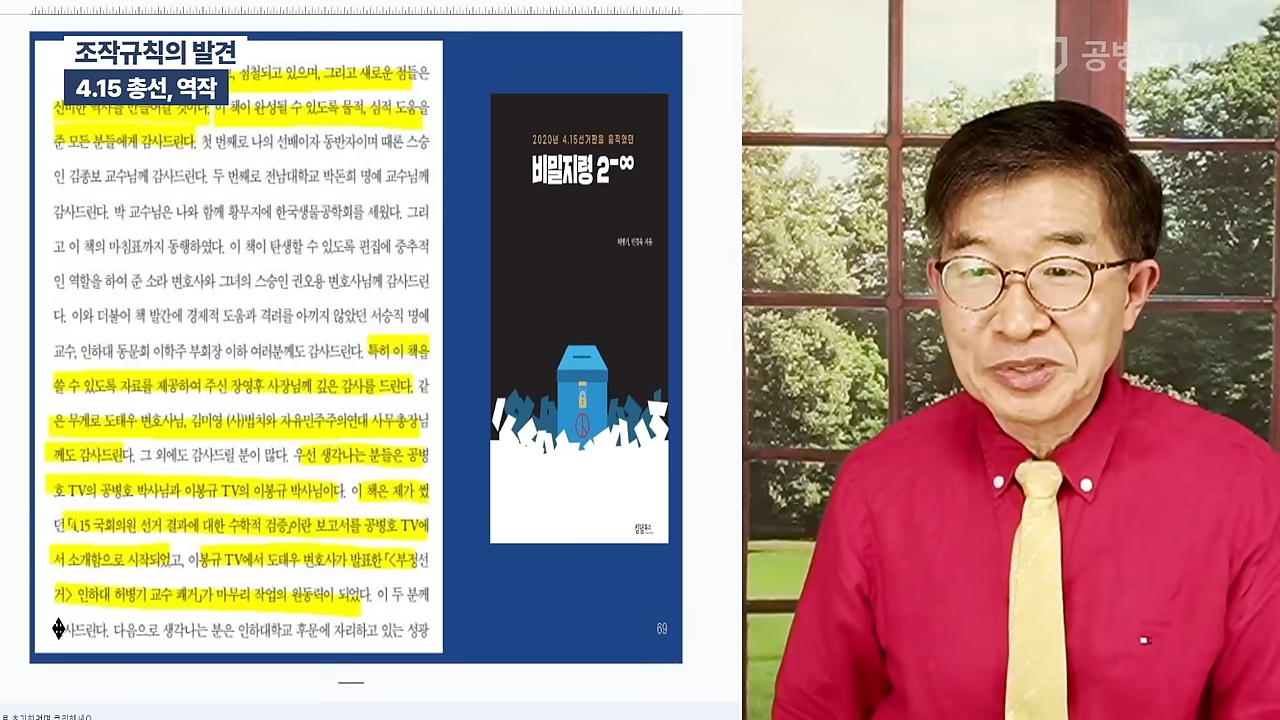 조작규칙의 발견
4.15 총선, 역작
공병호TV
, 심칠되고 있으며, 그리고 새로운 점들은
신비한 역사를 만들어갈 것이다. 이 책이 완성될 수 있도록 물적, 심적 도움을
준 모든 분들에게 감사드린다. 첫 번째로 나의 선배이자 동반자이며 때론 스승
인 김종보 교수님께 감사드린다. 두 번째로 전남대학교 박돈희 명예 교수님께
감사드린다. 박 교수님은 나와 함께 황무지에 한국생물공학회를 세웠다. 그리
고 이 책의 마침표까지 동행하였다. 이 책이 탄생할 수 있도록 편집에 중추적
인 역할을 하여 준 소라 변호사와 그녀의 스승인 권오용 변호사님께 감사드린
다. 이와 더불어 책 발간에 경제적 도움과 격려를 아끼지 않았던 서승직 명예
교수, 인하대 동문회 이학주 부회장 이하 여러분께도 감사드린다. 특히 이 책을
쓸 수 있도록 자료를 제공하여 주신 장영후 사장님께 깊은 감사를 드린다. 같
은 무게로 도태우 변호사님, 김미영 (사)법치와 자유민주주의연대 사무총장님
께도 감사드린다. 그 외에도 감사드릴 분이 많다. 우선 생각나는 분들은 공병
호 TV의 공병호 박사님과 이봉규 TV의 이봉규 박사님이다. 이 책은 제가 썼
던 「4.15 국회의원 선거 결과에 대한 수학적 검증」이란 보고서를 공병호 TV에
서 소개함으로 시작되었고, 이봉규 TV에서 도태우 변호사가 발표한 「<부정선
거> 인하대 허병기 교수 쾌거」가 마무리 작업의 원동력이 되었다. 이 두 분께
사드린다. 다음으로 생각나는 분은 인하대학교 후문에 자리하고 있는 성광
2020년 4.15선거판을 움직였던
비밀지령 2-∞
69